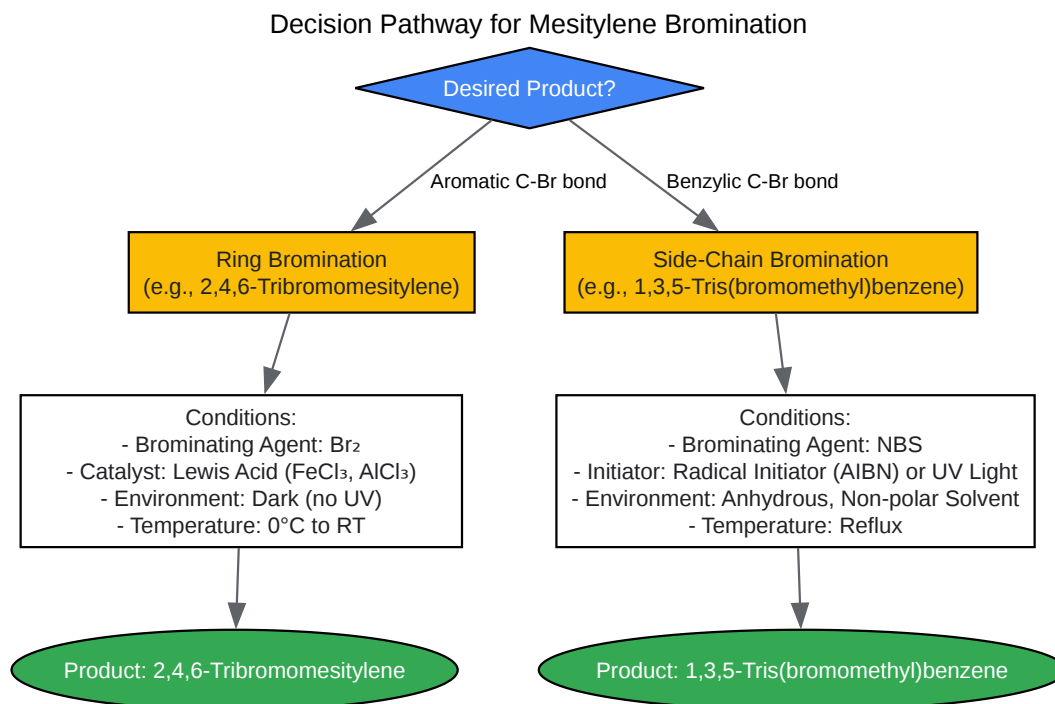 Decision Pathway for Mesitylene Bromination
Desired Product?
Aromatic C-Br bond
Benzylic C-Br bond
Ring Bromination
(e.g., 2,4,6-Tribromomesitylene)
Side-Chain Bromination
(e.g., 1,3,5-Tris(bromomethyl)benzene)
Conditions:
- Brominating Agent: Br₂
- Catalyst: Lewis Acid (FeCl₃, AlCl₃)
- Environment: Dark (no UV)
- Temperature: 0°C to RT
Conditions:
- Brominating Agent: NBS
- Initiator: Radical Initiator (AIBN) or UV Light
- Environment: Anhydrous, Non-polar Solvent
- Temperature: Reflux
Product: 2,4,6-Tribromomesitylene
Product: 1,3,5-Tris(bromomethyl)benzene